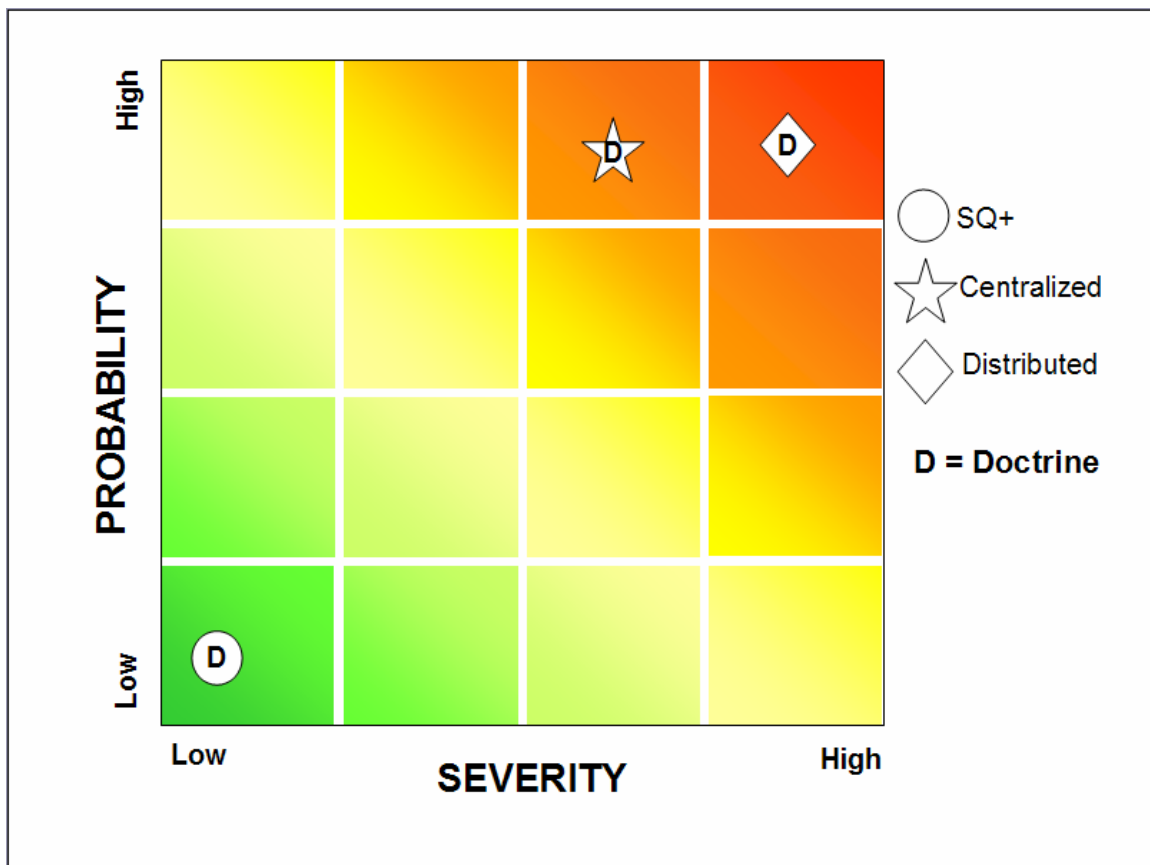 High
D
D
SQ+
Centralized
PROBABILITY
Distributed
D = Doctrine
D
Low
Low
High
SEVERITY